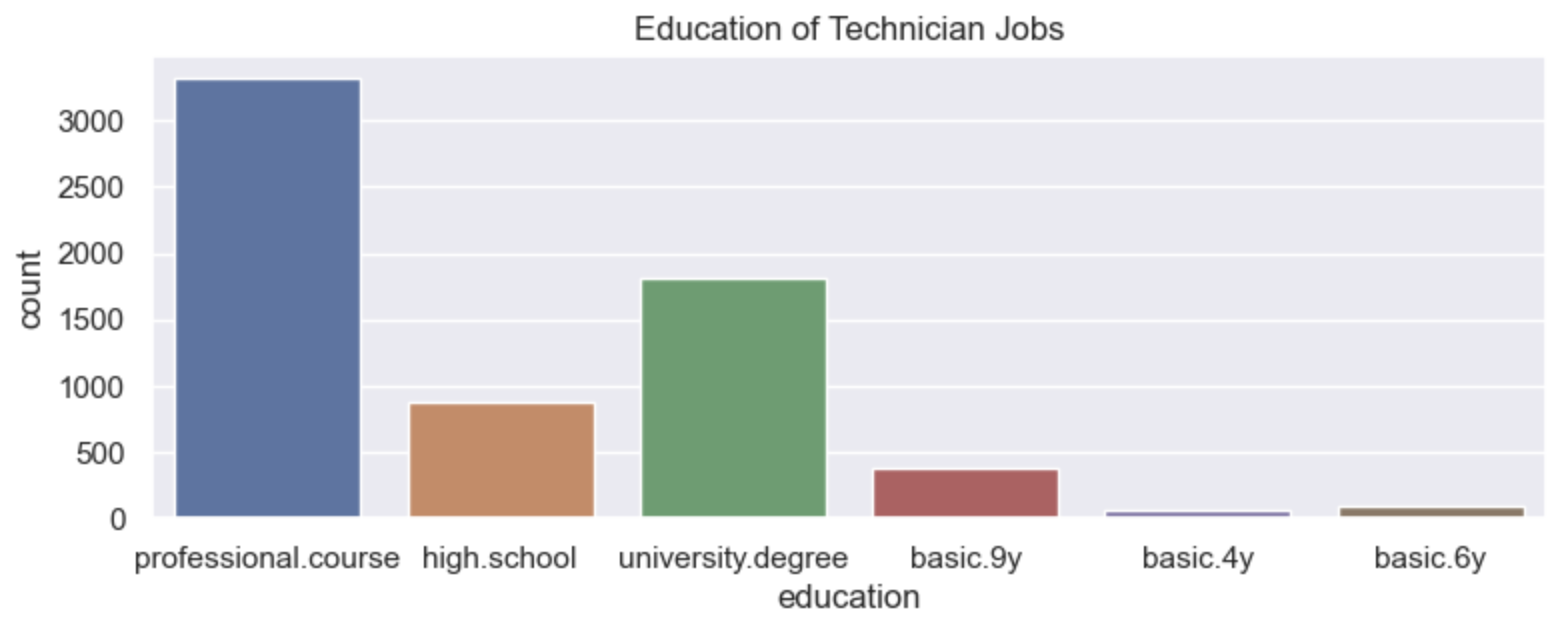 Education of Technician Jobs
3000
2500
2000
1500
1000
500
0
count
professional.course high.school university.degree basic.9y basic.4y basic.6y
education